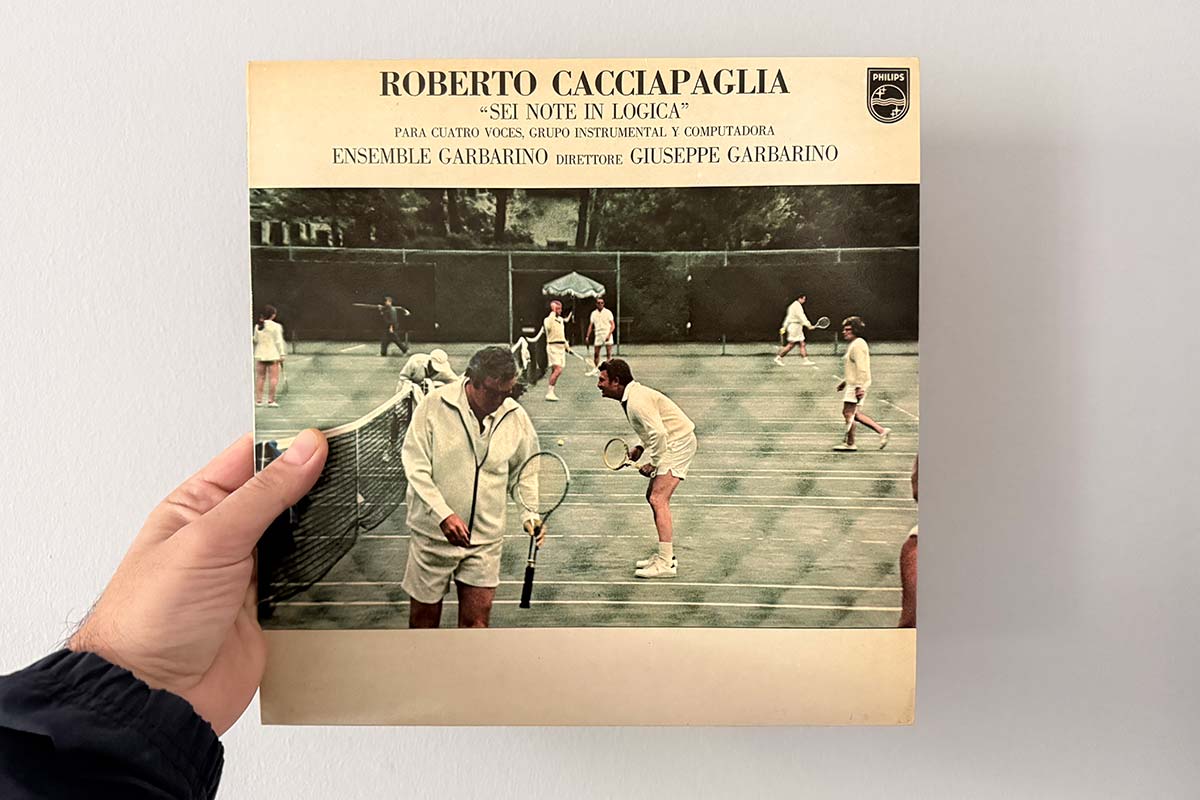 ROBERTO CACCIAPAGLIA
PHILIPS
“SEI NOTE IN LOGICA”
PARA CUATRO VOCES, GRUPO INSTRUMENTAL Y COMPUTADORA
ENSEMBLE GARBARINO DIRETTORE GIUSEPPE GARBARINO